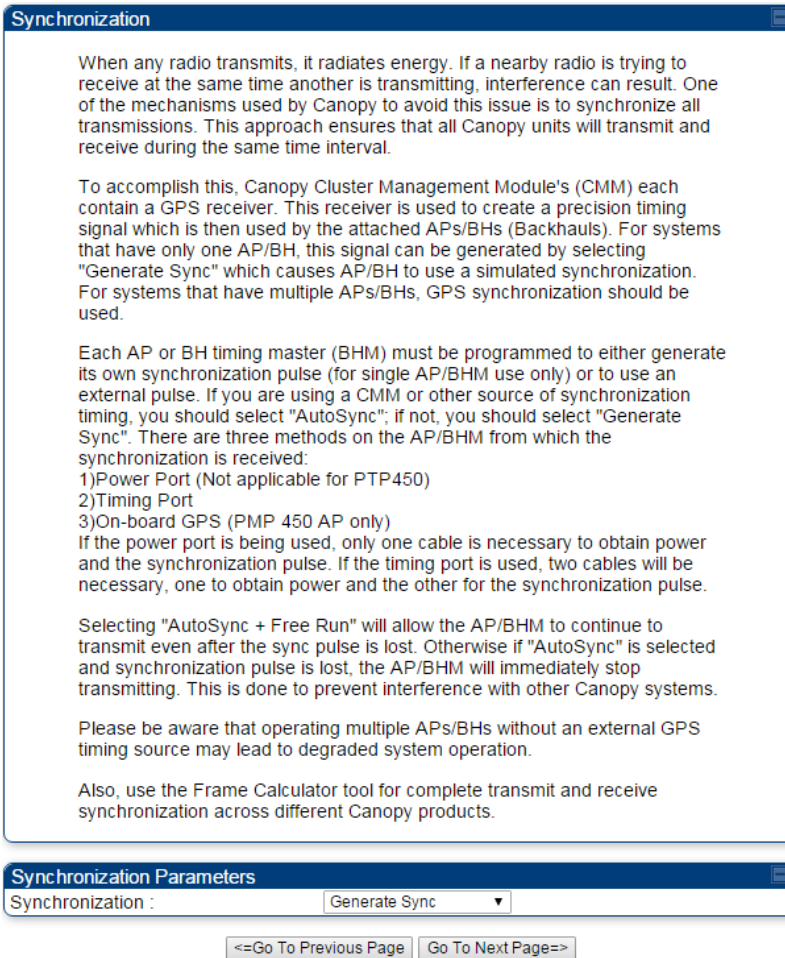 Synchronization
When any radio transmits, it radiates energy. If a nearby radio is trying to
receive at the same time another is transmitting, interference can result. One
of the mechanisms used by Canopy to avoid this issue is to synchronize all
transmissions. This approach ensures that all Canopy units will transmit and
receive during the same time interval.
To accomplish this, Canopy Cluster Management Module's (CMM) each
contain a GPS receiver. This receiver is used to create a precision timing
signal which is then used by the attached APs/BHs (Backhauls). For systems
that have only one AP/BH, this signal can be generated by selecting
"Generate Sync" which causes AP/BH to use a simulated synchronization.
For systems that have multiple APs/BHs, GPS synchronization should be
used.
Each AP or BH timing master (BHM) must be programmed to either generate
its own synchronization pulse (for single AP/BHM use only) or to use an
external pulse. If you are using a CMM or other source of synchronization
timing, you should select "AutoSync"; if not, you should select "Generate
Sync". There are three methods on the AP/BHM from which the
synchronization is received:
1)Power Port (Not applicable for PTP450)
2)Timing Port
3)On-board GPS (PMP 450 AP only)
If the power port is being used, only one cable is necessary to obtain power
and the synchronization pulse. If the timing port is used, two cables will be
necessary, one to obtain power and the other for the synchronization pulse.
Selecting "AutoSync + Free Run" will allow the AP/BHM to continue to
transmit even after the sync pulse is lost. Otherwise if "AutoSync" is selected
and synchronization pulse is lost, the AP/BHM will immediately stop
transmitting. This is done to prevent interference with other Canopy systems.
Please be aware that operating multiple APs/BHs without an external GPS
timing source may lead to degraded system operation.
Also, use the Frame Calculator tool for complete transmit and receive
synchronization across different Canopy products.
Synchronization Parameters
Synchronization : Generate Sync
<=Go To Previous Page Go To Next Page=>